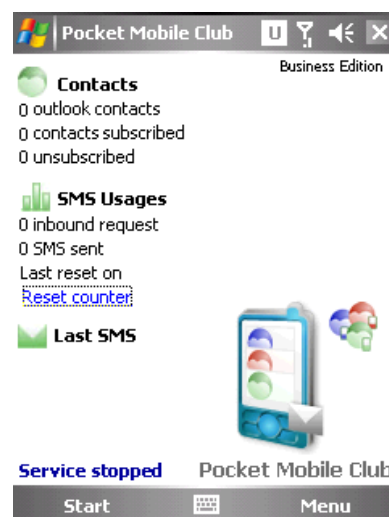 Pocket Mobile Club U
Business Edition
Contacts
0 outlook contacts
0 contacts subscribed
0 unsubscribed
SMS Usages
0 inbound request
0 SMS sent
Last reset on
Reset counter
Last SMS
Service stopped Pocket Mobile Club
Start Menu